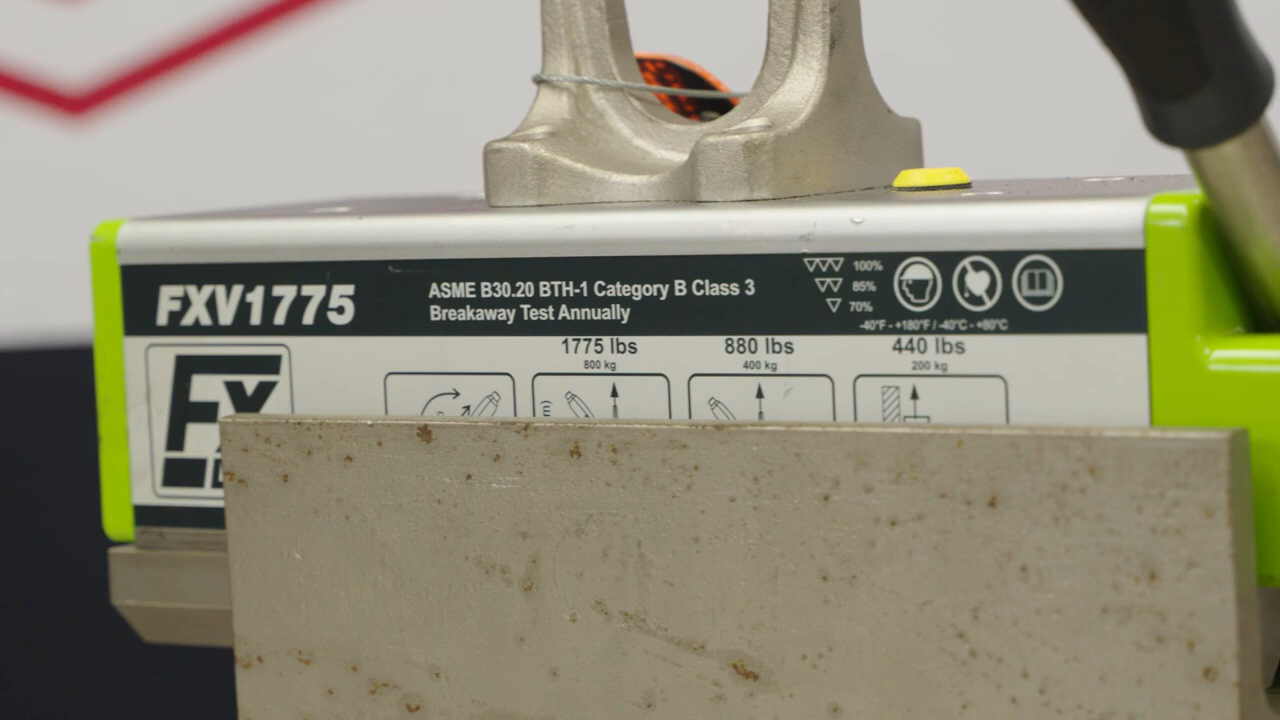 FXV1775
ASME B30.20 BTH-1 Category B Class 3
Breakaway Test Annually
100%
85%
70%
-40°F - +180°F / -40°C - +80°C
1775 lbs
800 kg
880 lbs
400 kg
440 lbs
200 kg
FX